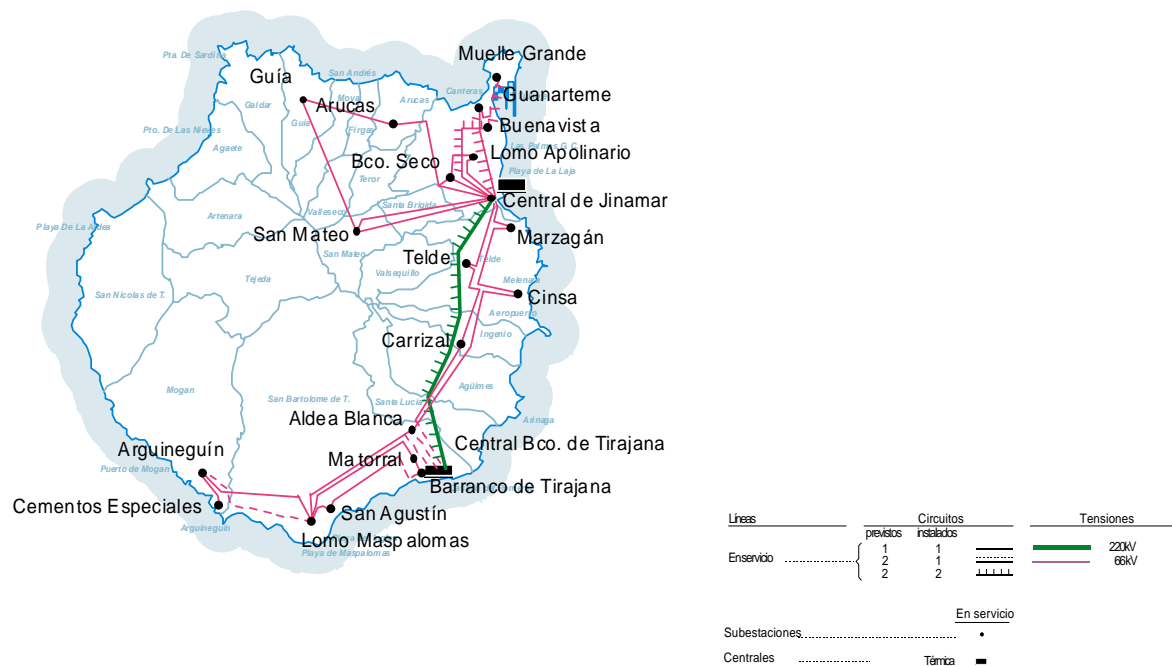 Muelle Grande
Pta. De Sardina
Guía
San Andrés
Canteras
Guanarteme
Galdar
Arucas
Moya
Arucas
Guía
Firgas
Buenavista
Pto. De Las Nieves
Agaete
Las Palmas G.C.
Lomo Apolinario
Bco. Seco
Teror
Playa de La Laja
Central de Jinamar
Artenara
Valleseco
Santa Brígida
Playa De La Aldea
San Mateo
Marzagán
San Mateo
Telde
Telde
Valsequillo
Tejeda
Melenara
San Nicolas de T.
Cinsa
Aeropuerto
Carrizal
Ingenio
Mogan
San Bartolome de T.
Agüimes
Santa Lucía
Aldea Blanca
Arinaga
Central Bco. de Tirajana
Arguineguín
Matorral
Puerto de Mogan
Barranco de Tirajana
Cementos Especiales
San Agustín
Arguineguín
Lomo Maspalomas
Playa de Maspalomas
Líneas Circuitos Tensiones
previstos instalados
1 1 220kV
Enservicio 2 1 66kV
2 2
En servicio
Subestaciones
Centrales Térmica